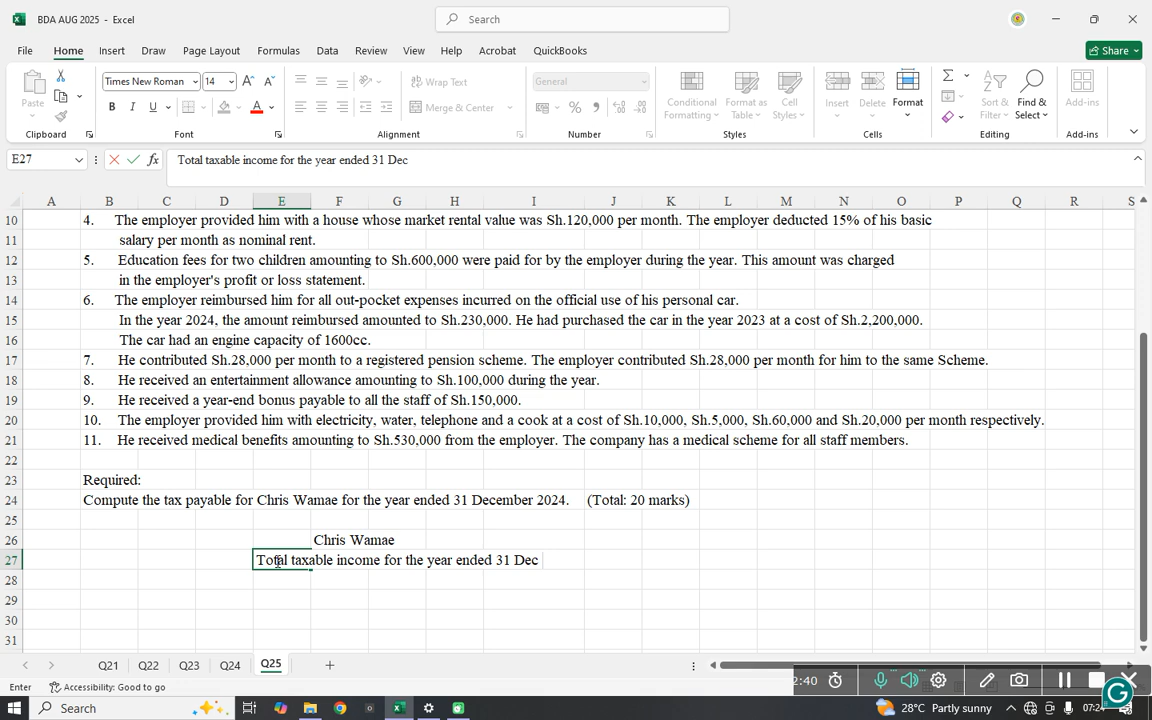 BDA AUG 2025 - Excel
Search
File Home Insert Draw Page Layout Formulas Data Review View Help Acrobat QuickBooks Share
Paste
Times New Roman 14 A A
B I U A
Wrap Text
Merge & Center
General
% 9
Conditional Formatting
Format as Table
Cell Styles
Insert Delete Format
Sort & Filter
Find & Select
Add-ins
Clipboard Font Alignment Number Styles Cells Editing Add-ins
E27 fx Total taxable income for the year ended 31 Dec
A B C D E F G H I J K L M N O P Q R S
10 4. The employer provided him with a house whose market rental value was Sh.120,000 per month. The employer deducted 15% of his basic
11 salary per month as nominal rent.
12 5. Education fees for two children amounting to Sh.600,000 were paid for by the employer during the year. This amount was charged
13 in the employer's profit or loss statement.
14 6. The employer reimbursed him for all out-pocket expenses incurred on the official use of his personal car.
15 In the year 2024, the amount reimbursed amounted to Sh.230,000. He had purchased the car in the year 2023 at a cost of Sh.2,200,000.
16 The car had an engine capacity of 1600cc.
17 7. He contributed Sh.28,000 per month to a registered pension scheme. The employer contributed Sh.28,000 per month for him to the same Scheme.
18 8. He received an entertainment allowance amounting to Sh.100,000 during the year.
19 9. He received a year-end bonus payable to all the staff of Sh.150,000.
20 10. The employer provided him with electricity, water, telephone and a cook at a cost of Sh.10,000, Sh.5,000, Sh.60,000 and Sh.20,000 per month respectively.
21 11. He received medical benefits amounting to Sh.530,000 from the employer. The company has a medical scheme for all staff members.
22
23 Required:
24 Compute the tax payable for Chris Wamae for the year ended 31 December 2024. (Total: 20 marks)
25
26 Chris Wamae
27 Total taxable income for the year ended 31 Dec
28
29
30
31
Q21 Q22 Q23 Q24 Q25
Enter Accessibility: Good to go
2:40
G
Search
28°C Partly sunny
07:24